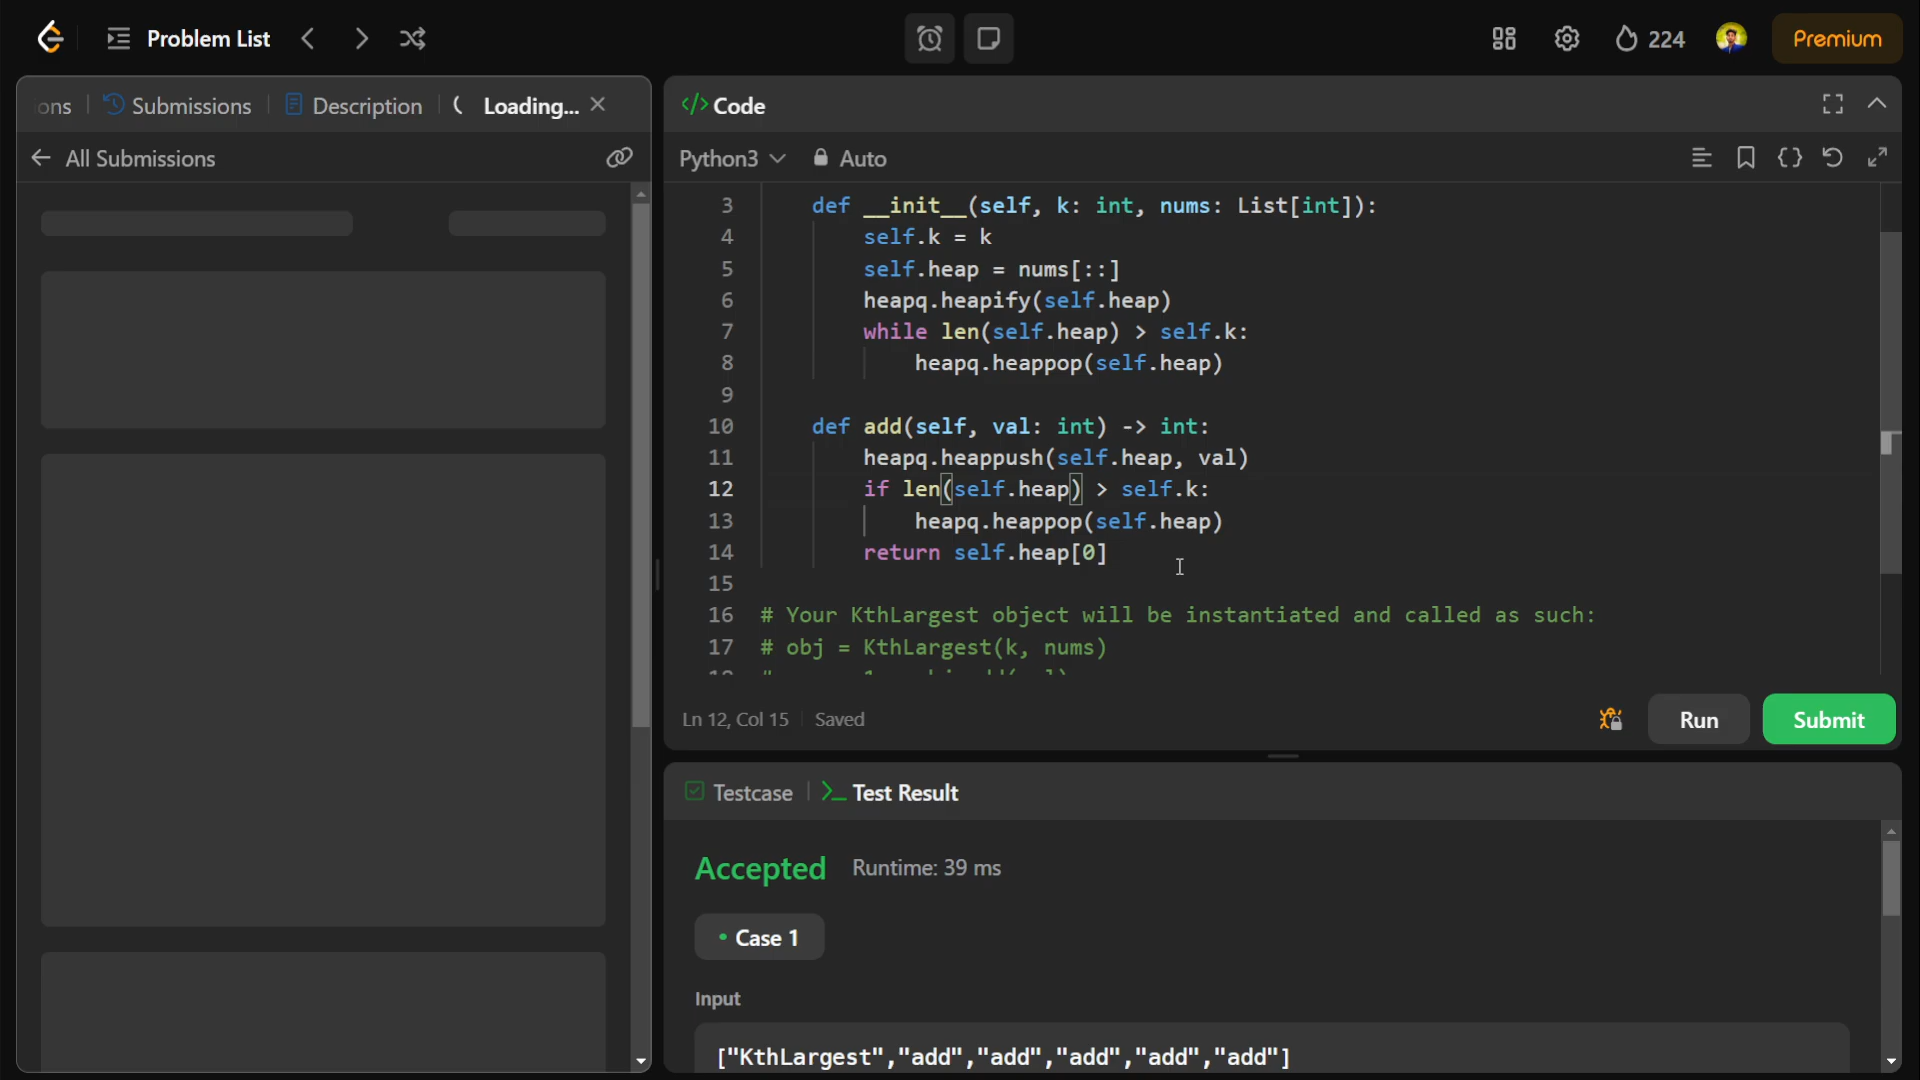 Problem List
224
Premium
ons
Submissions
Description
Loading...
All Submissions
</> Code
Python3
Auto
3 def __init__(self, k: int, nums: List[int]):
4 self.k = k
5 self.heap = nums[::]
6 heapq.heapify(self.heap)
7 while len(self.heap) > self.k:
8 heapq.heappop(self.heap)
9
10 def add(self, val: int) -> int:
11 heapq.heappush(self.heap, val)
12 if len(self.heap) > self.k:
13 heapq.heappop(self.heap)
14 return self.heap[0]
15
16 # Your KthLargest object will be instantiated and called as such:
17 # obj = KthLargest(k, nums)
Ln 12, Col 15
Saved
Run
Submit
Testcase
Test Result
Accepted
Runtime: 39 ms
Case 1
Input
["KthLargest","add","add","add","add","add"]